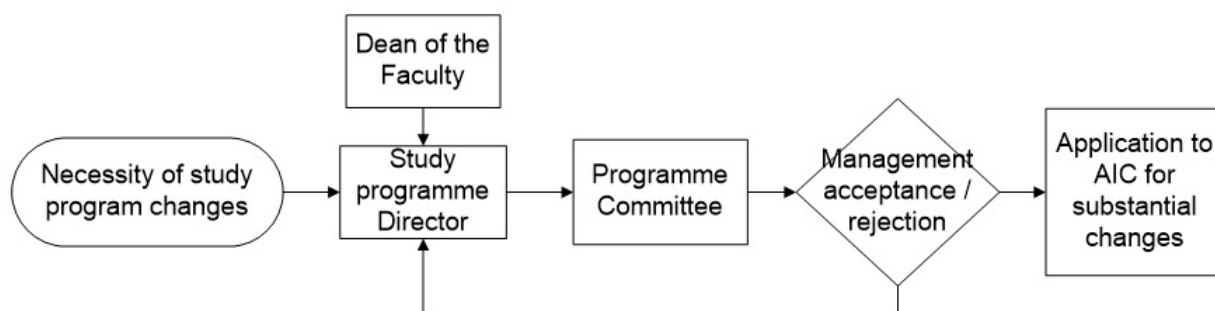 Dean of the
Faculty
Necessity of study
program changes
Study
programme
Director
Programme
Committee
Management
acceptance /
rejection
Application to
AIC for
substantial
changes